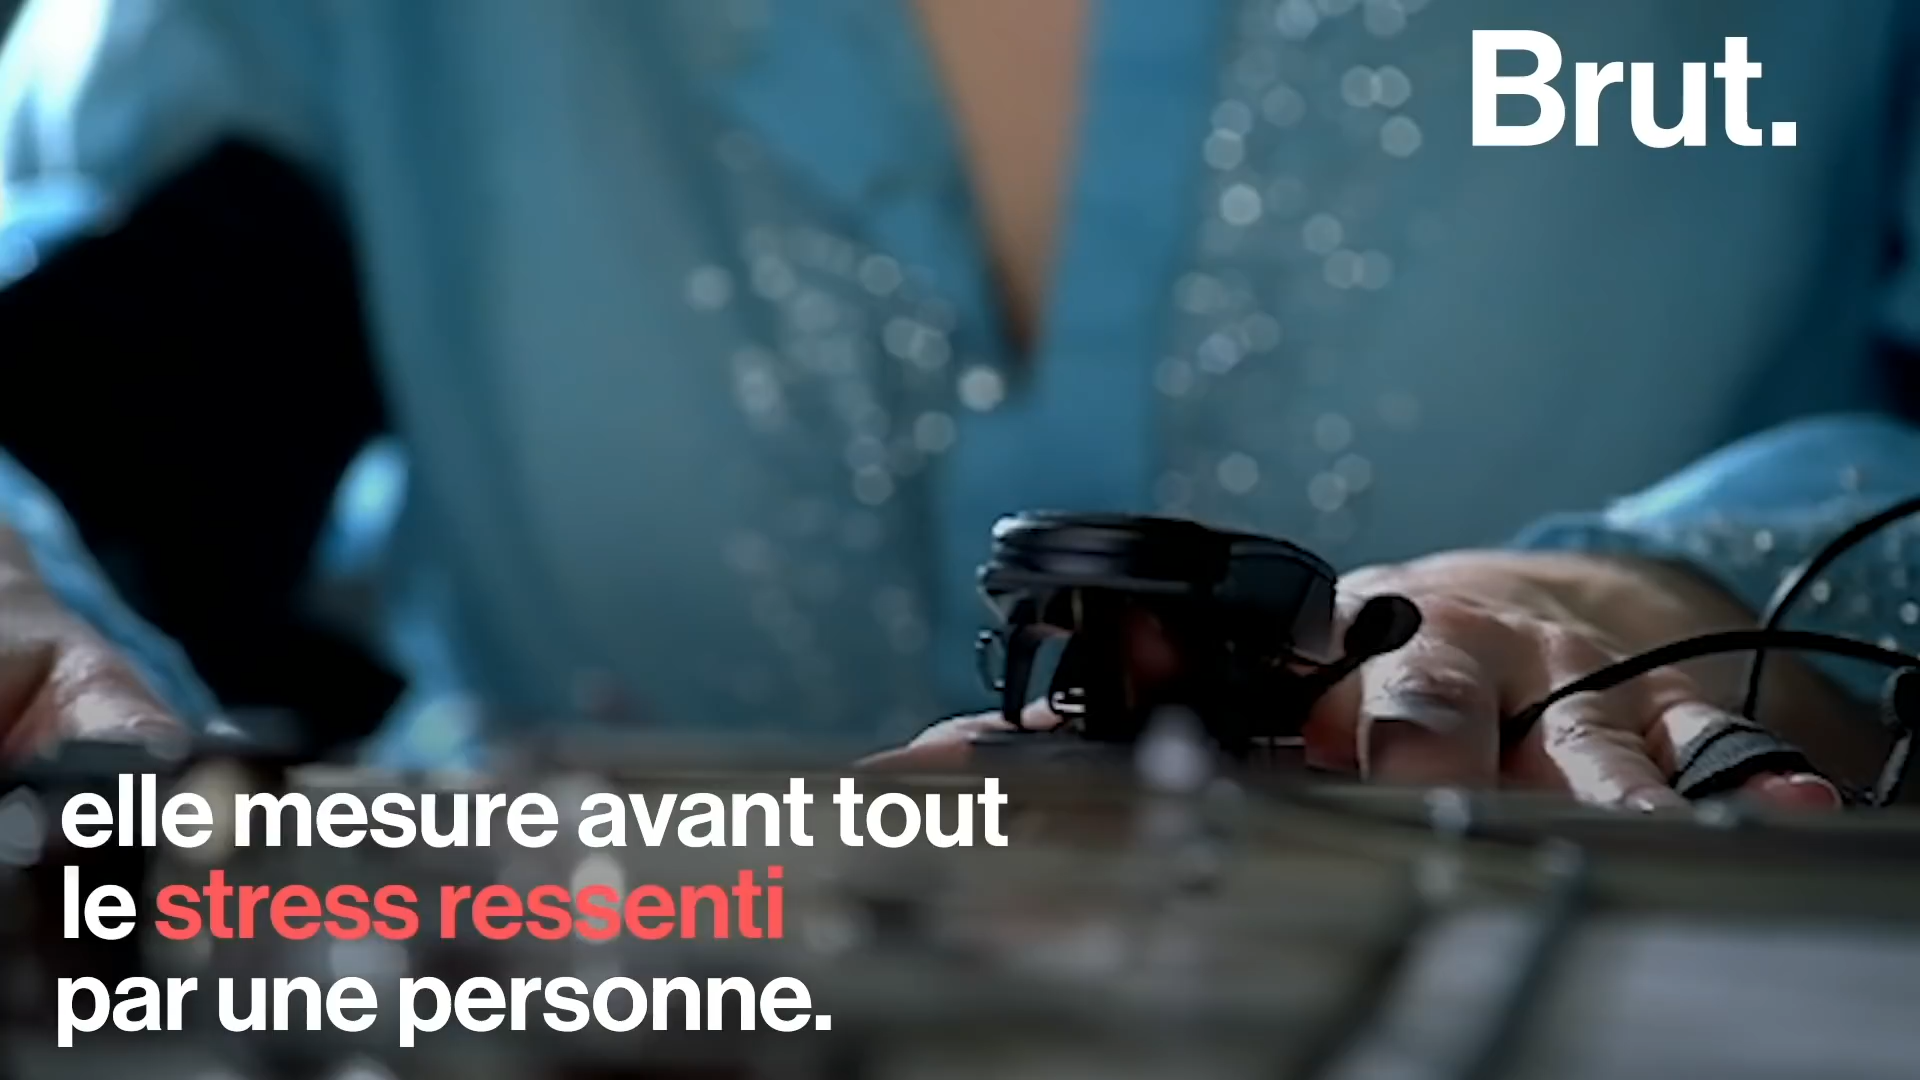 Brut.
elle mesure avant tout
le stress ressenti
par une personne.